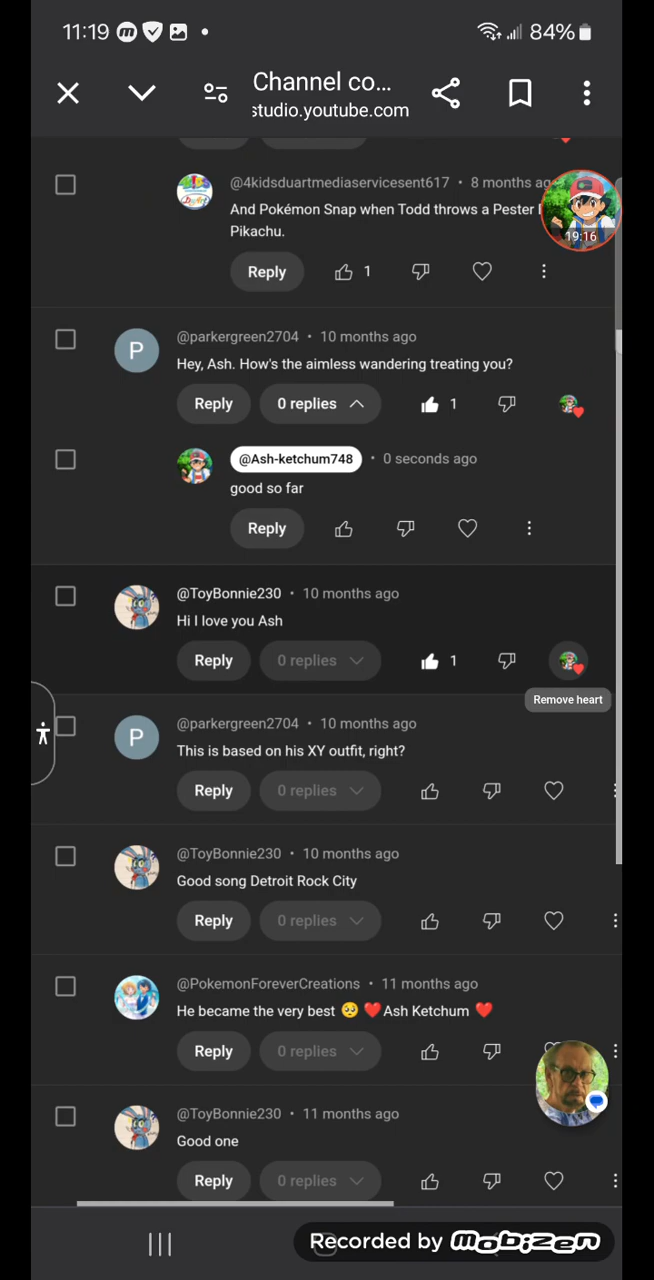 11:19
84%
Channel co...
studio.youtube.com
@4kidsduartmediaservicesent617 • 8 months ag
And Pokémon Snap when Todd throws a Pester
Pikachu.
19:16
Reply 1
@parkergreen2704 • 10 months ago
P
Hey, Ash. How's the aimless wandering treating you?
Reply 0 replies 1
@Ash-ketchum748 • 0 seconds ago
good so far
Reply
@ToyBonnie230 • 10 months ago
Hi I love you Ash
Reply 0 replies 1
Remove heart
@parkergreen2704 • 10 months ago
P
This is based on his XY outfit, right?
Reply 0 replies
@ToyBonnie230 • 10 months ago
Good song Detroit Rock City
Reply 0 replies
@PokemonForeverCreations • 11 months ago
He became the very best 🥺 ❤️Ash Ketchum ❤️
Reply 0 replies
@ToyBonnie230 • 11 months ago
Good one
Reply 0 replies
Recorded by mobizen